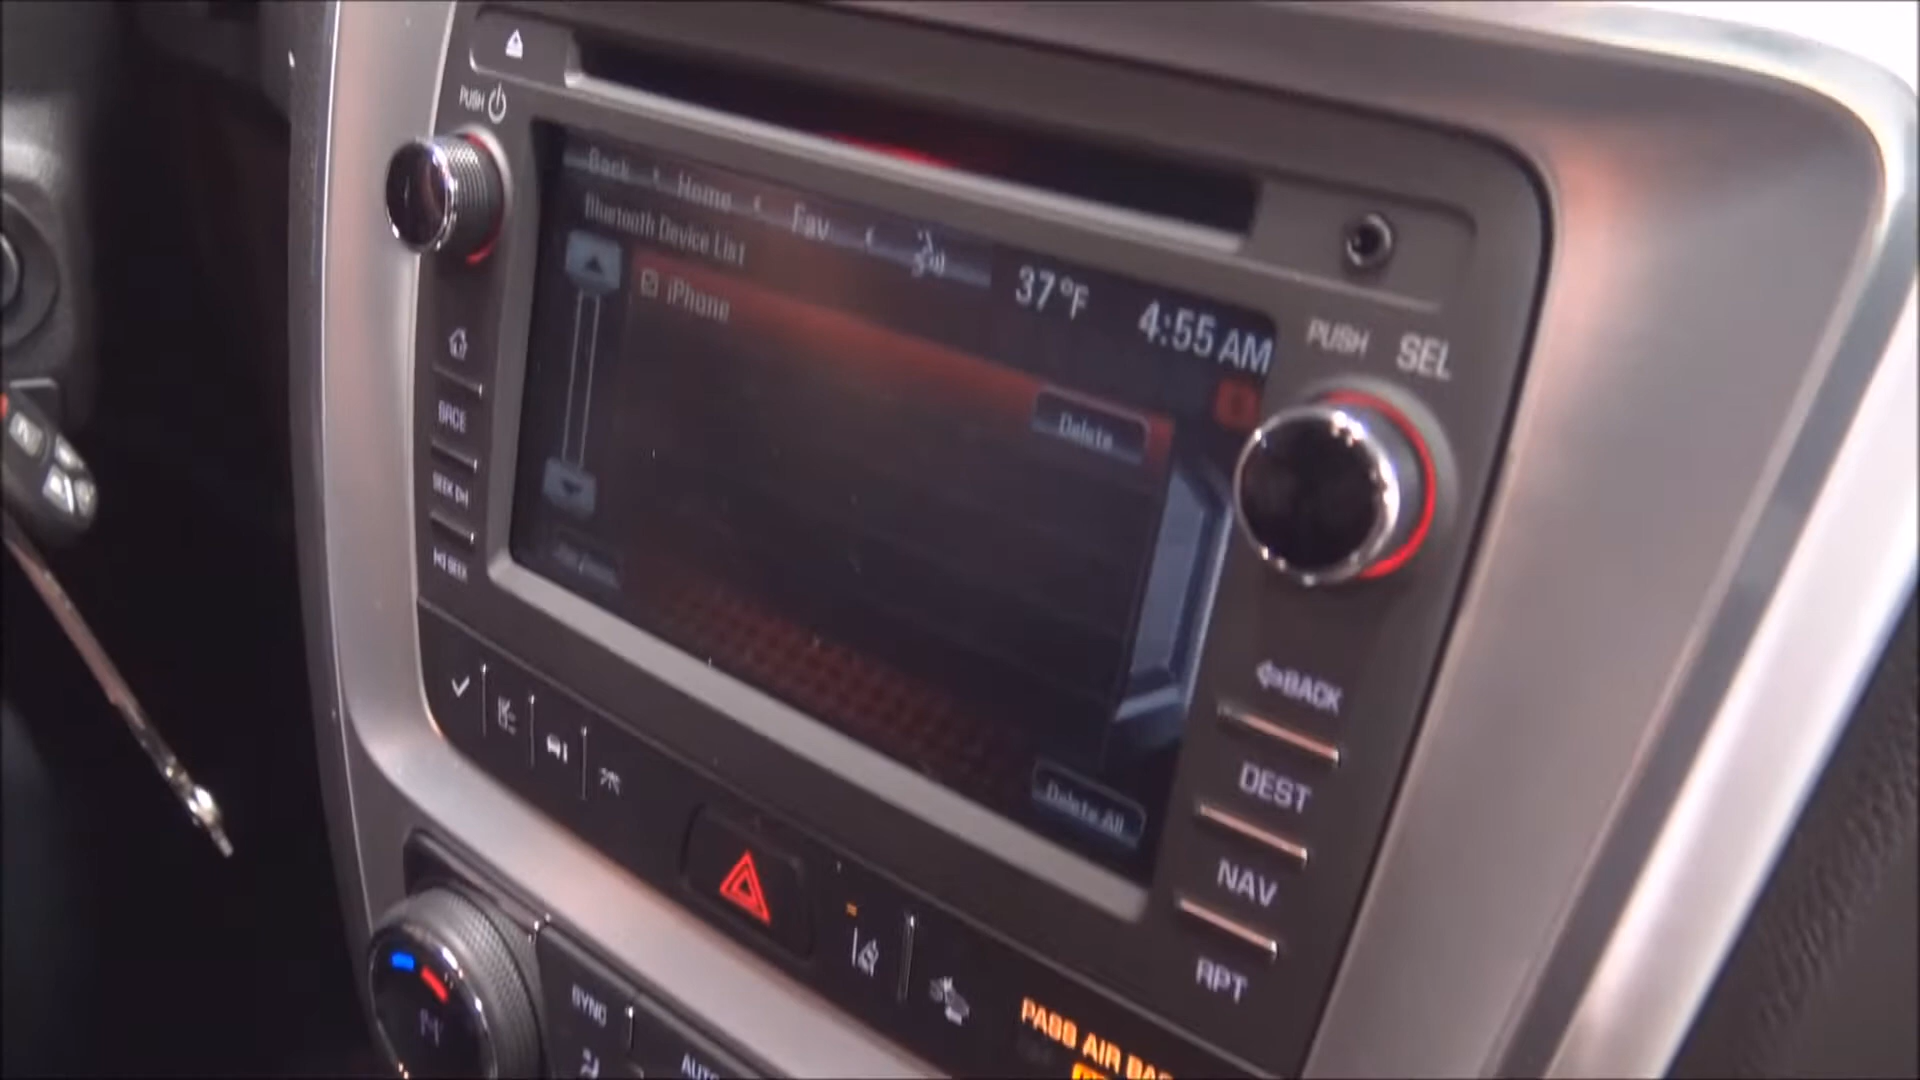 PUSH
Back Home Fav
Bluetooth Device List
37°F 4:55 AM
iPhone
Delete
Delete All
PUSH SEL
SRCE
SEEK
SEEK
BACK
DEST
NAV
RPT
SYNC
AUTO
PASS AIR BAG